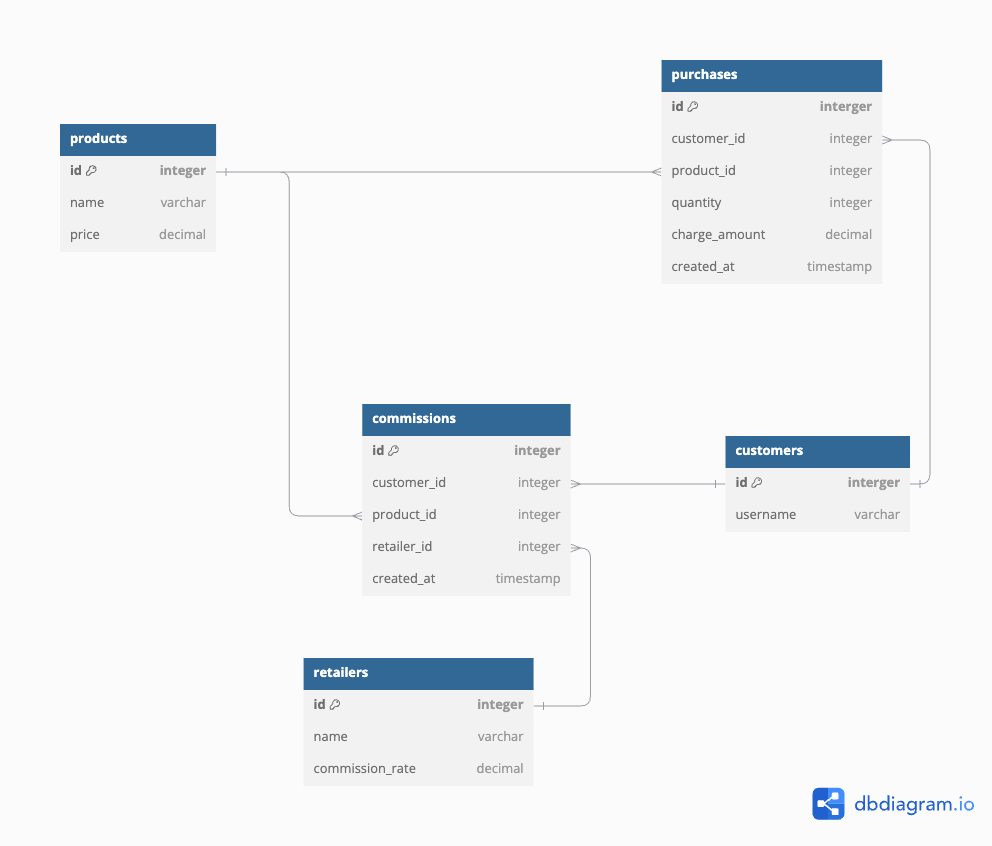 purchases
id interger
customer_id integer
product_id integer
quantity integer
charge_amount decimal
created_at timestamp
products
id integer
name varchar
price decimal
commissions
id integer
customer_id integer
product_id integer
retailer_id integer
created_at timestamp
customers
id interger
username varchar
retailers
id integer
name varchar
commission_rate decimal
dbdiagram.io